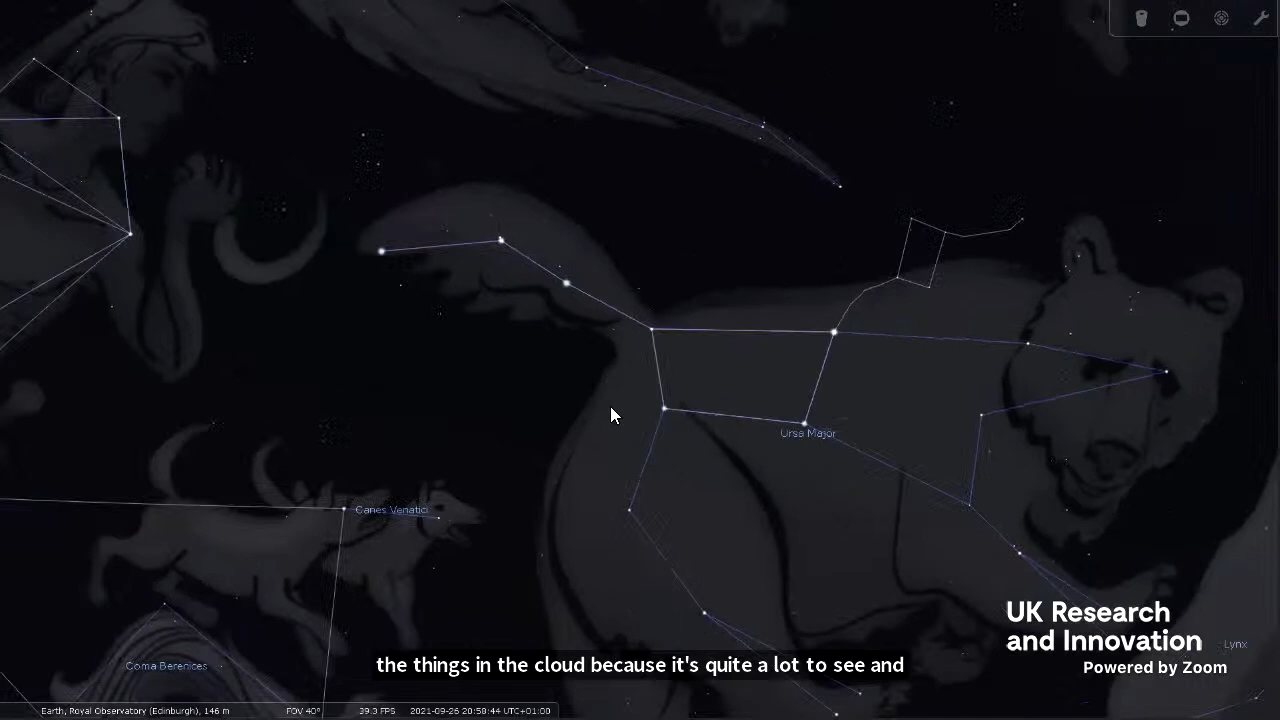 Ursa Major
Canes Venatici
UK Research
and Innovation
Lynx
Powered by Zoom
the things in the cloud because it's quite a lot to see and
Coma Berenices
Earth, Royal Observatory (Edinburgh), 146 m FOV 40° 39.3 FPS 2021-09-26 20:58:44 UTC+01:00